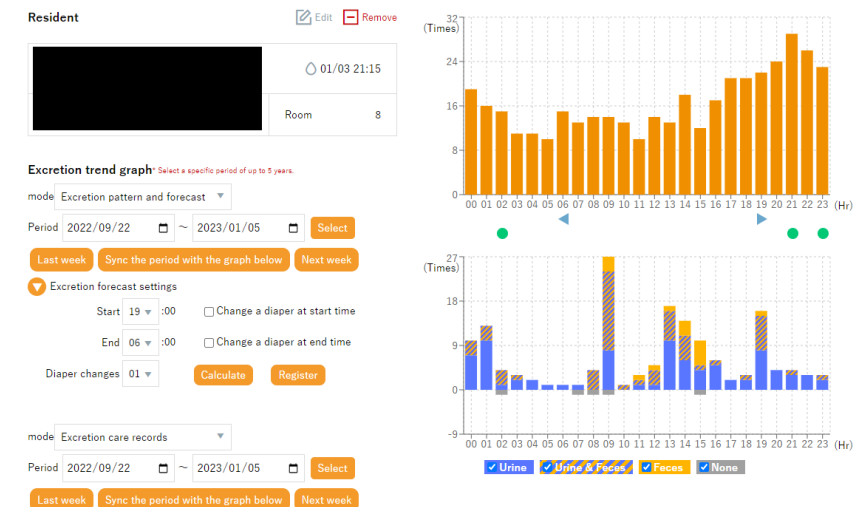 Resident
Edit
Remove
01/03 21:15
Room 8
Excretion trend graph* Select a specific period of up to 5 years.
mode Excretion pattern and forecast
Period 2022/09/22 ~ 2023/01/05 Select
Last week Sync the period with the graph below Next week
Excretion forecast settings
Start 19 :00 Change a diaper at start time
End 06 :00 Change a diaper at end time
Diaper changes 01 Calculate Register
mode Excretion care records
Period 2022/09/22 ~ 2023/01/05 Select
Last week Sync the period with the graph below Next week
32
(Times)
24
16
8
0
00 01 02 03 04 05 06 07 08 09 10 11 12 13 14 15 16 17 18 19 20 21 22 23 (Hr)
27
(Times)
18
9
0
-9
00 01 02 03 04 05 06 07 08 09 10 11 12 13 14 15 16 17 18 19 20 21 22 23 (Hr)
Urine Urine & Feces Feces None